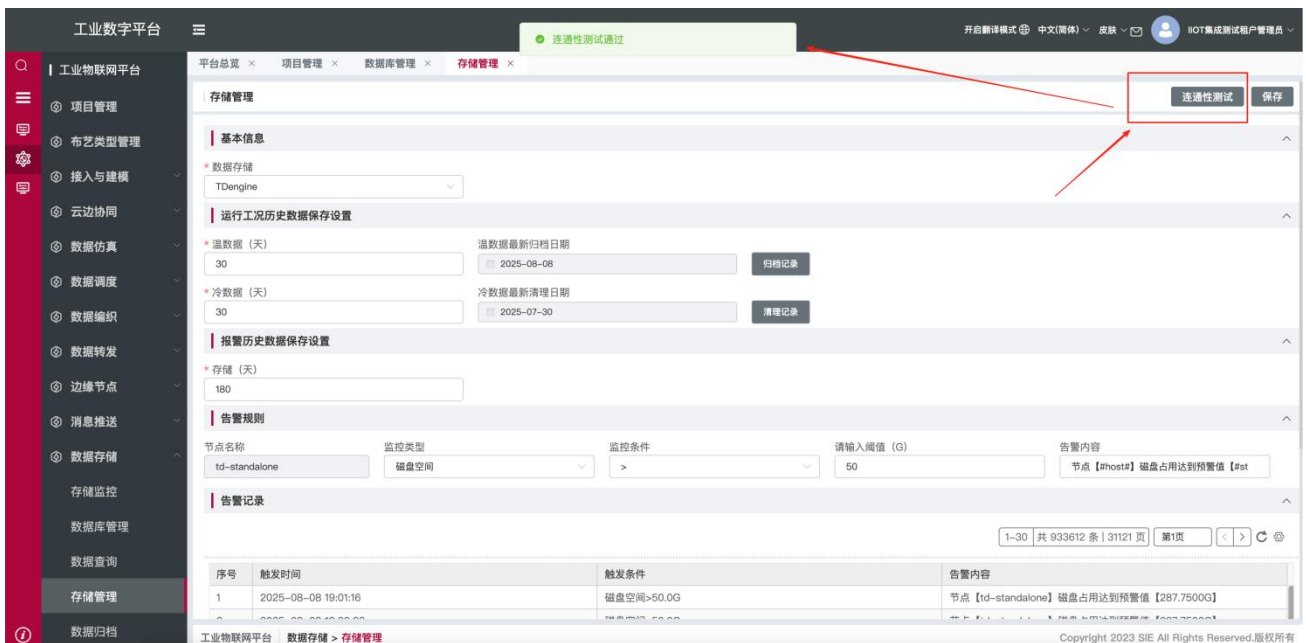 工业数字平台
连通性测试通过
开启翻译模式 中文(简体) 皮肤 IIOT集成测试租户管理员
工业物联网平台
平台总览 × 项目管理 × 数据库管理 × 存储管理 ×
项目管理
布艺类型管理
接入与建模
云边协同
数据仿真
数据调度
数据编织
数据转发
边缘节点
消息推送
数据存储
存储监控
数据库管理
数据查询
存储管理
数据归档
存储管理
连通性测试 保存
基本信息
* 数据存储
TDengine
运行工况历史数据保存设置
* 温数据（天） 温数据最新归档日期
30 2025-08-08 归档记录
* 冷数据（天） 冷数据最新清理日期
30 2025-07-30 清理记录
报警历史数据保存设置
* 存储（天）
180
告警规则
节点名称 监控类型 监控条件 请输入阈值（G） 告警内容
td-standalone 磁盘空间 > 50 节点【#host#】磁盘占用达到预警值【#st
告警记录
1-30 共 933612 条 31121 页 第1页 < >
序号 触发时间 触发条件 告警内容
1 2025-08-08 19:01:16 磁盘空间>50.0G 节点【td-standalone】磁盘占用达到预警值【287.7500G】
工业物联网平台 数据存储 > 存储管理
Copyright 2023 SIE All Rights Reserved.版权所有